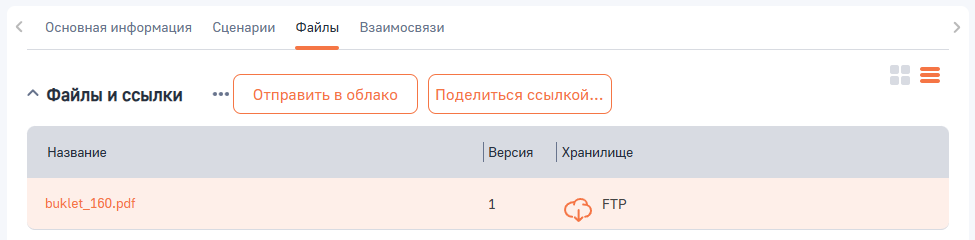 Основная информация Сценарии Файлы Взаимосвязи
Файлы и ссылки ••• Отправить в облако Поделиться ссылкой...
Название Версия Хранилище
buklet_160.pdf 1 FTP